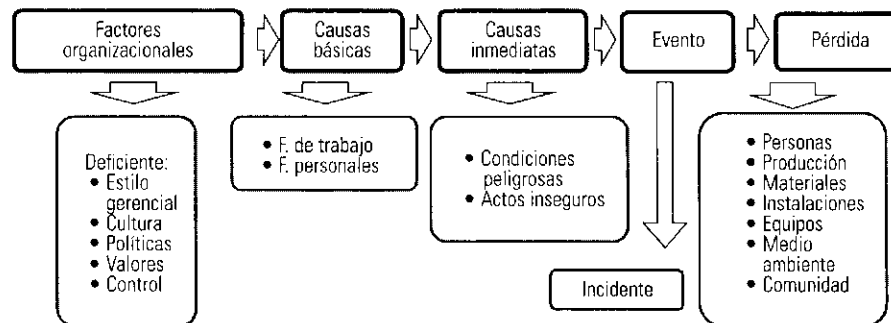 Factores
organizacionales
Causas
básicas
Causas
inmediatas
Evento
Pérdida
Deficiente:
• Estilo
gerencial
• Cultura
• Políticas
• Valores
• Control
• F. de trabajo
• F. personales
• Condiciones
peligrosas
• Actos inseguros
Incidente
• Personas
• Producción
• Materiales
• Instalaciones
• Equipos
• Medio
ambiente
• Comunidad